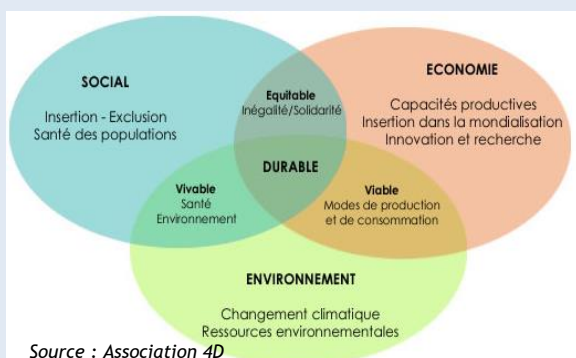 SOCIAL
Insertion - Exclusion
Santé des populations
Equitable
Inégalité/Solidarité
ECONOMIE
Capacités productives
Insertion dans la mondialisation
Innovation et recherche
DURABLE
Vivable
Santé
Environnement
Viable
Modes de production
et de consommation
ENVIRONNEMENT
Changement climatique
Ressources environnementales
Source : Association 4D